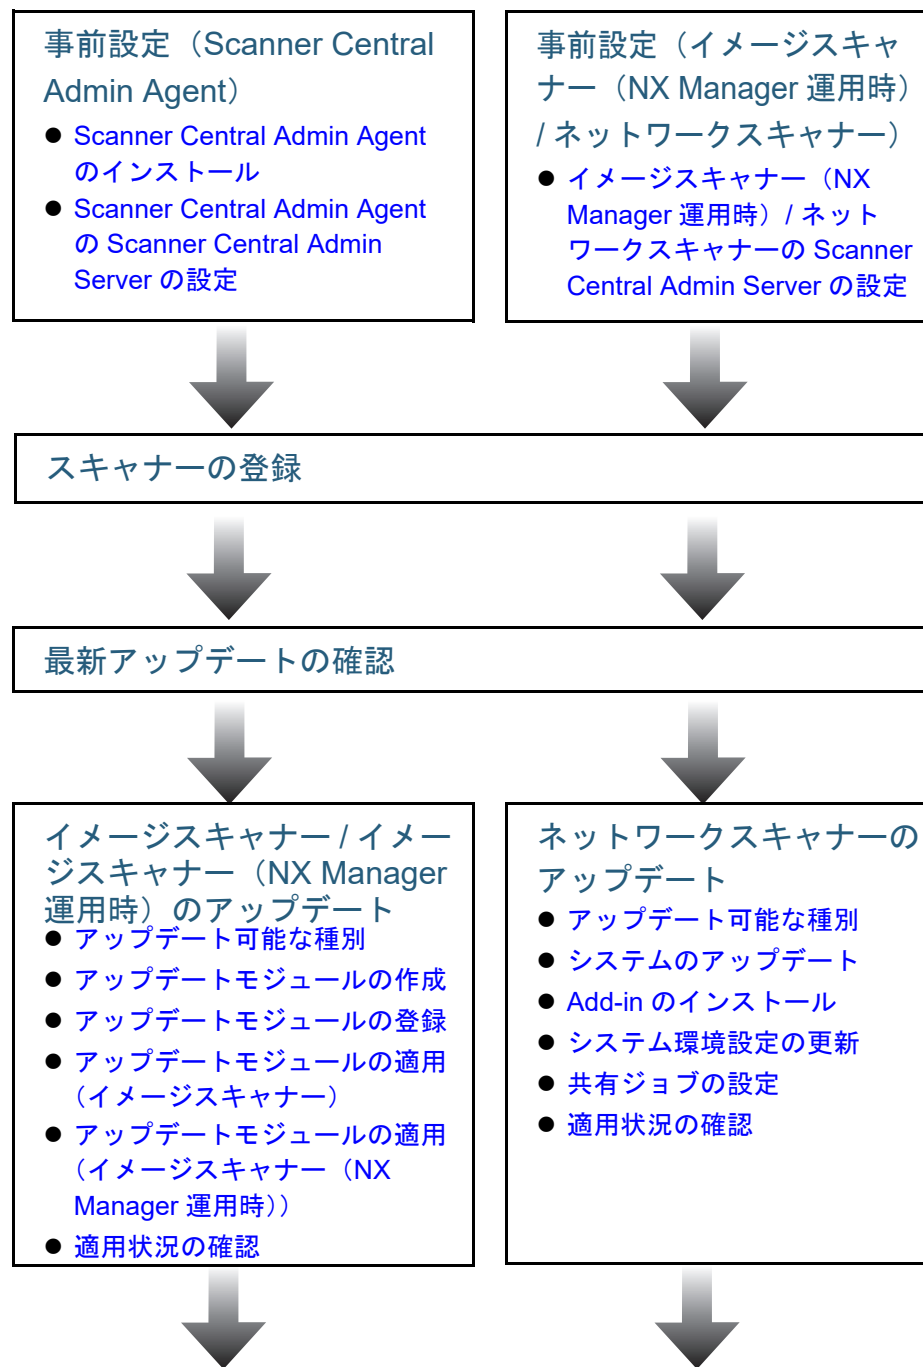 事前設定（Scanner Central
Admin Agent）
● Scanner Central Admin Agent
のインストール
● Scanner Central Admin Agent
の Scanner Central Admin
Server の設定
事前設定（イメージスキャ
ナー（NX Manager 運用時）
/ ネットワークスキャナー）
● イメージスキャナー（NX
Manager 運用時）/ ネット
ワークスキャナーの Scanner
Central Admin Server の設定
スキャナーの登録
最新アップデートの確認
イメージスキャナー / イメー
ジスキャナー（NX Manager
運用時）のアップデート
● アップデート可能な種別
● アップデートモジュールの作成
● アップデートモジュールの登録
● アップデートモジュールの適用
（イメージスキャナー）
● アップデートモジュールの適用
（イメージスキャナー（NX
Manager 運用時））
● 適用状況の確認
ネットワークスキャナーの
アップデート
● アップデート可能な種別
● システムのアップデート
● Add-in のインストール
● システム環境設定の更新
● 共有ジョブの設定
● 適用状況の確認